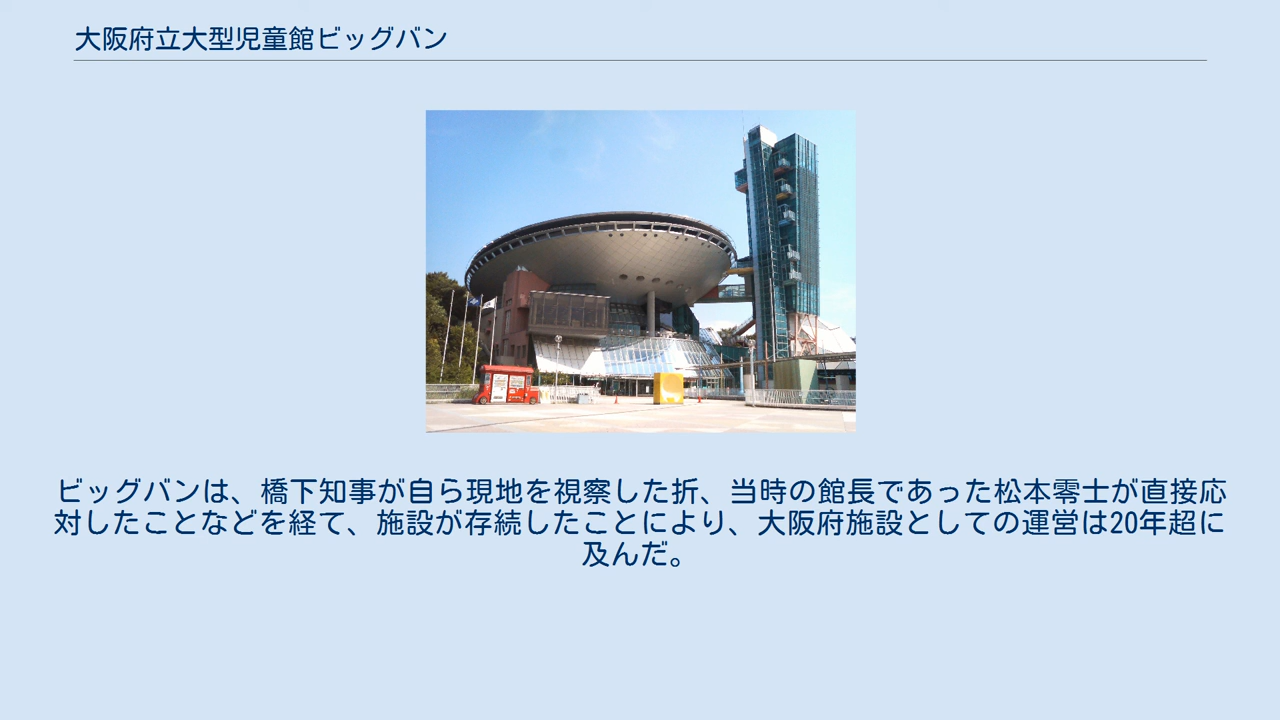 大阪府立大型児童館ビッグバン
ビッグバンは、橋下知事が自ら現地を視察した折、当時の館長であった松本零士が直接応
対したことなどを経て、施設が存続したことにより、大阪府施設としての運営は20年超に
及んだ。